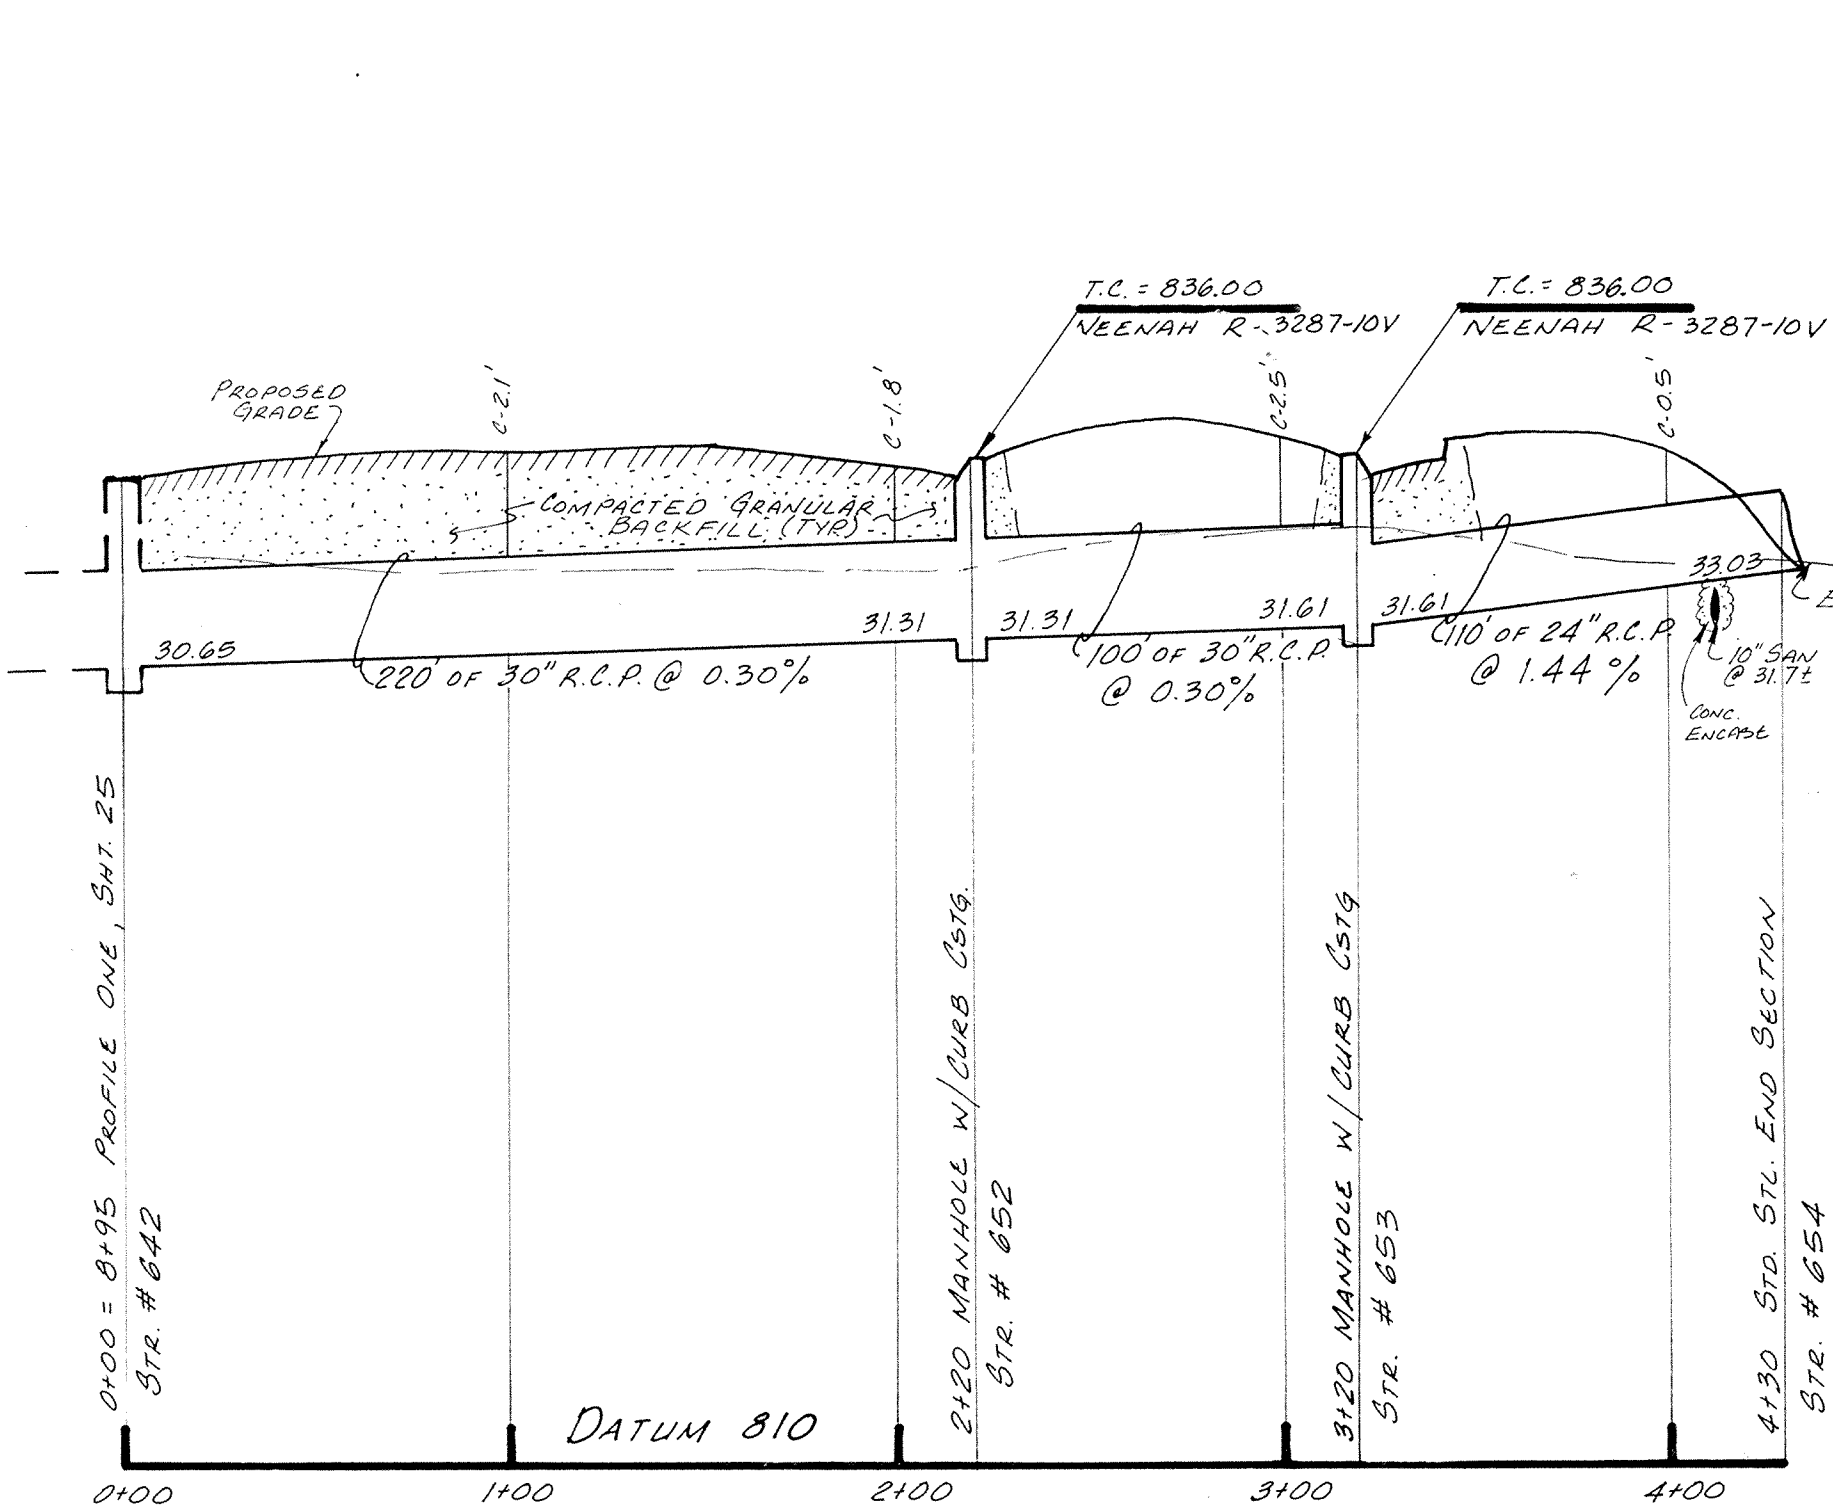 T.C. = 836.00
NEENAH R-3287-10V
T.C. = 836.00
NEENAH R-3287-10V
PROPOSED
GRADE
C-2.1'
C-1.8'
C-2.5'
C-0.5'
COMPACTED GRANULAR
BACKFILL (TYP)
30.65
31.31
31.31
31.61
31.61
33.03
220' OF 30" R.C.P. @ 0.30%
100' OF 30" R.C.P.
@ 0.30%
110' OF 24" R.C.P.
@ 1.44 %
10" SAN
@ 31.7±
CONC.
ENCASE
0+00 = 8+95 PROFILE ONE, SHT. 25
STR. # 642
2+20 MANHOLE W/CURB CSTG.
STR. # 652
3+20 MANHOLE W/CURB CSTG
STR. # 653
4+30 STD. STL. END SECTION
STR. # 654
DATUM 810
0+00 1+00 2+00 3+00 4+00